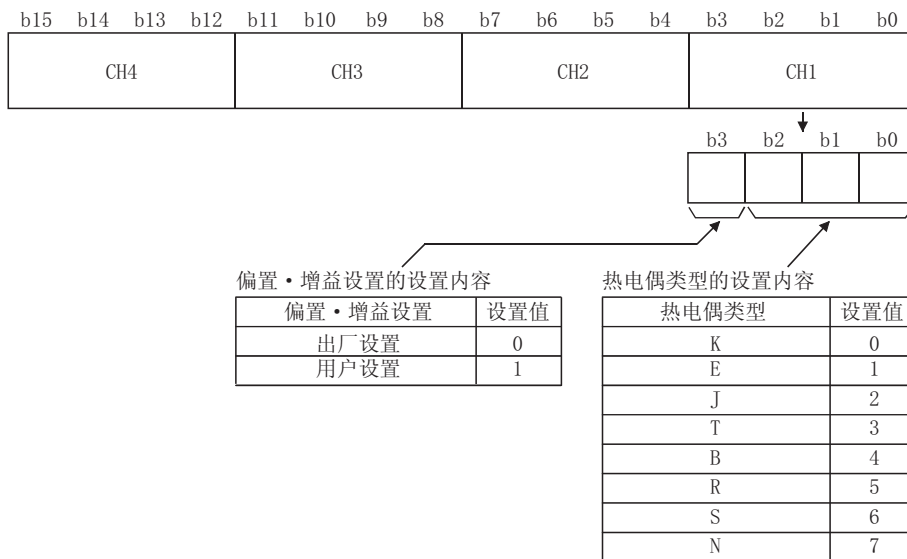 b15 b14 b13 b12 b11 b10 b9 b8 b7 b6 b5 b4 b3 b2 b1 b0
CH4 CH3 CH2 CH1
b3 b2 b1 b0
偏置·增益设置的设置内容
偏置·增益设置 设置值
出厂设置 0
用户设置 1
热电偶类型的设置内容
热电偶类型 设置值
K 0
E 1
J 2
T 3
B 4
R 5
S 6
N 7